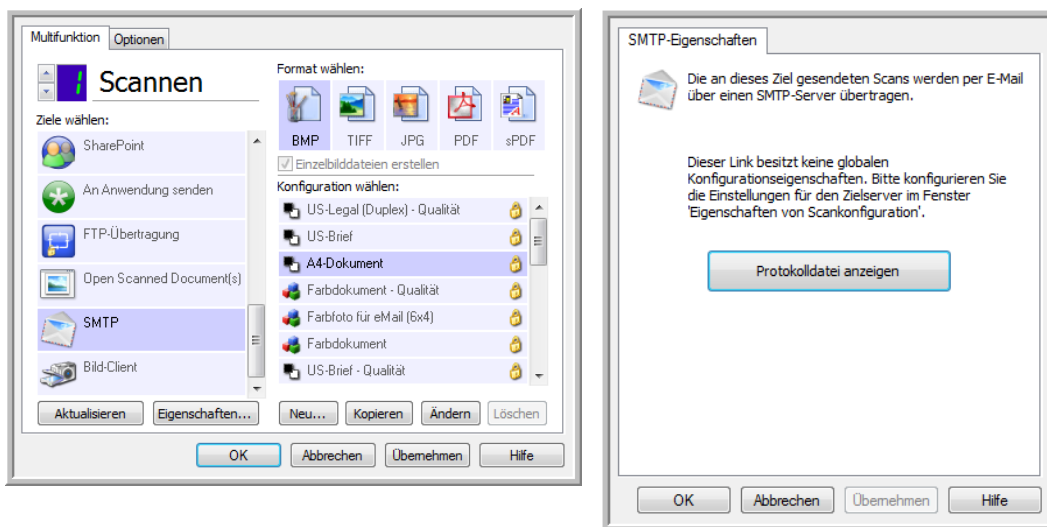 Multifunktion
Optionen
1
Scannen
Ziele wählen:
SharePoint
An Anwendung senden
FTP-Übertragung
Open Scanned Document(s)
SMTP
Bild-Client
Aktualisieren
Eigenschaften...
Format wählen:
BMP
TIFF
JPG
PDF
sPDF
Einzelbilddateien erstellen
Konfiguration wählen:
US-Legal (Duplex) - Qualität
US-Brief
A4-Dokument
Farbdokument - Qualität
Farbfoto für eMail (6x4)
Farbdokument
US-Brief - Qualität
Neu...
Kopieren
Ändern
Löschen
OK
Abbrechen
Übernehmen
Hilfe
SMTP-Eigenschaften
Die an dieses Ziel gesendeten Scans werden per E-Mail
über einen SMTP-Server übertragen.
Dieser Link besitzt keine globalen
Konfigurationseigenschaften. Bitte konfigurieren Sie
die Einstellungen für den Zielserver im Fenster
'Eigenschaften von Scankonfiguration'.
Protokolldatei anzeigen
OK
Abbrechen
Übernehmen
Hilfe